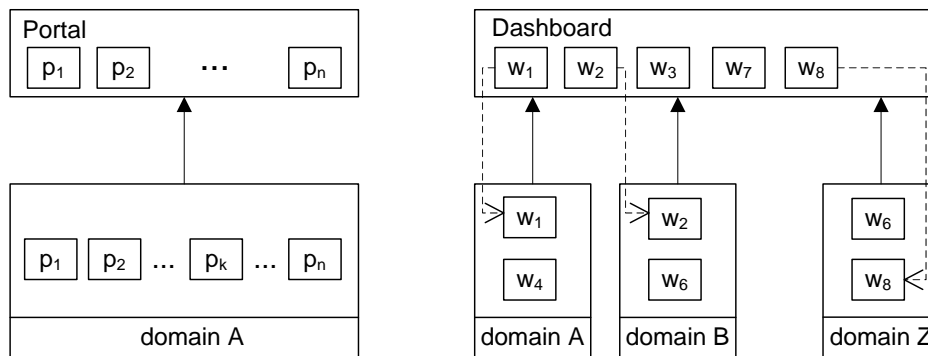 Portal
p₁ p₂ ... pₙ
p₁ p₂ ... pₖ ... pₙ
domain A
Dashboard
w₁ w₂ w₃ w₇ w₈
w₁ w₂ w₆
w₄ w₆ w₈
domain A domain B domain Z